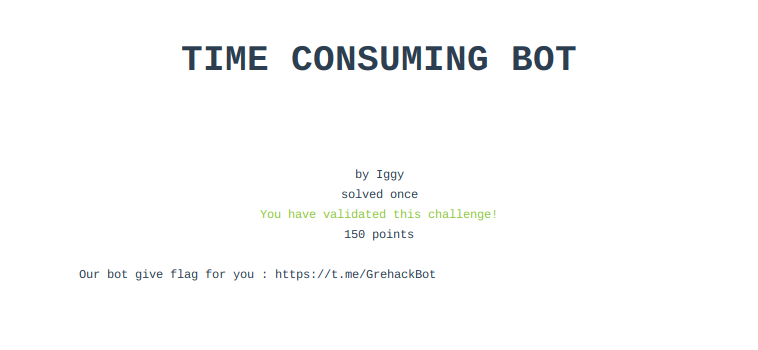 TIME CONSUMING BOT
by Iggy
solved once
You have validated this challenge!
150 points
Our bot give flag for you : https://t.me/GrehackBot